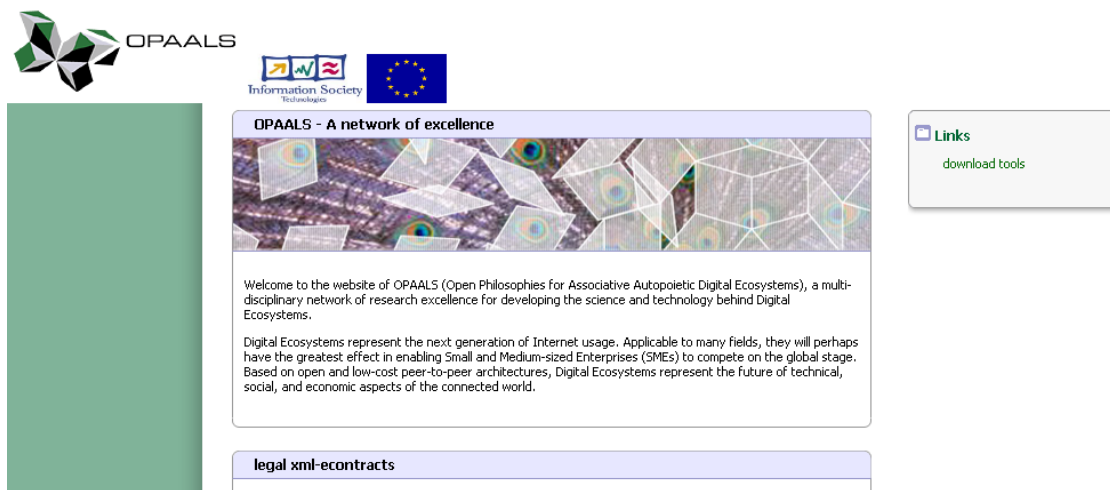 OPAALS
Information Society
Technologies
OPAALS - A network of excellence
Links
download tools
Welcome to the website of OPAALS (Open Philosophies for Associative Autopoietic Digital Ecosystems), a multi-
disciplinary network of research excellence for developing the science and technology behind Digital
Ecosystems.
Digital Ecosystems represent the next generation of Internet usage. Applicable to many fields, they will perhaps
have the greatest effect in enabling Small and Medium-sized Enterprises (SMEs) to compete on the global stage.
Based on open and low-cost peer-to-peer architectures, Digital Ecosystems represent the future of technical,
social, and economic aspects of the connected world.
legal xml-econtracts